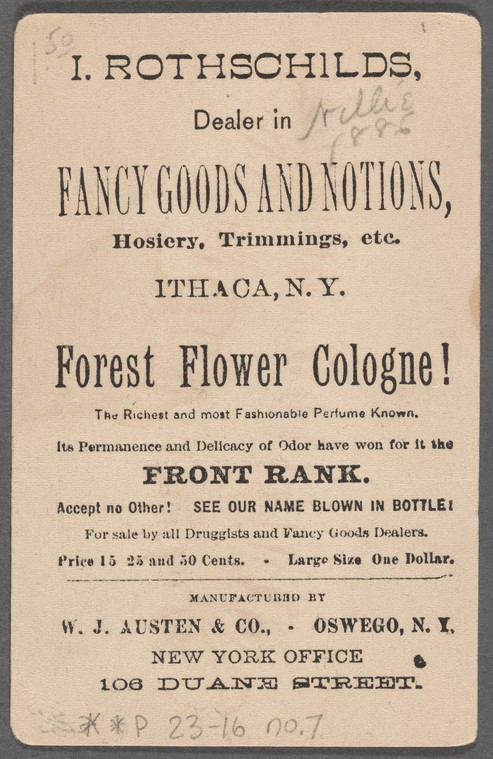 50
I. ROTHSCHILDS,
Dealer in
Nellie
1886
FANCY GOODS AND NOTIONS,
Hosiery, Trimmings, etc.
ITHACA, N. Y.
Forest Flower Cologne!
The Richest and most Fashionable Perfume Known.
Its Permanence and Delicacy of Odor have won for it the
FRONT RANK.
Accept no Other! SEE OUR NAME BLOWN IN BOTTLE!
For sale by all Druggists and Fancy Goods Dealers.
Price 15 25 and 50 Cents. - Large Size One Dollar.
MANUFACTURED BY
W. J. AUSTEN & CO., - OSWEGO, N. Y.
NEW YORK OFFICE
106 DUANE STREET.
**P 23-16 no.7